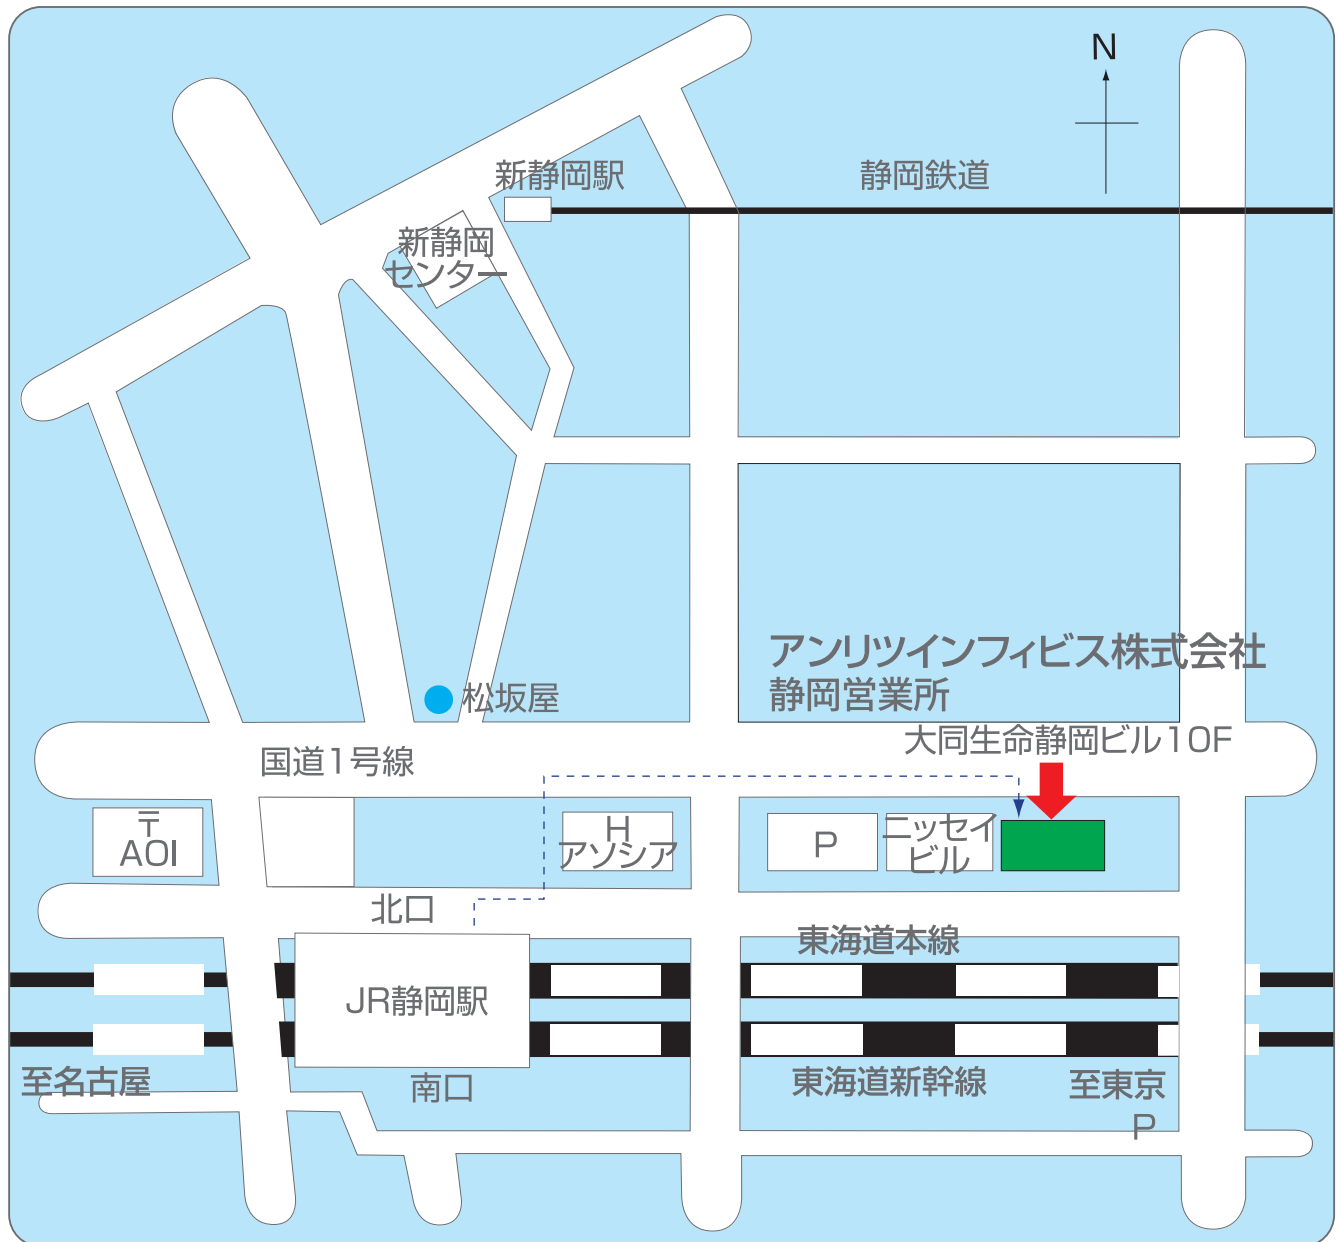 N
新静岡駅
静岡鉄道
新静岡
センター
アンリツインフィビス株式会社
静岡営業所
松坂屋
大同生命静岡ビル10F
国道1号線
〒
AOI
H
アソシア
P
ニッセイ
ビル
北口
東海道本線
JR静岡駅
至名古屋
南口
東海道新幹線
至東京
P